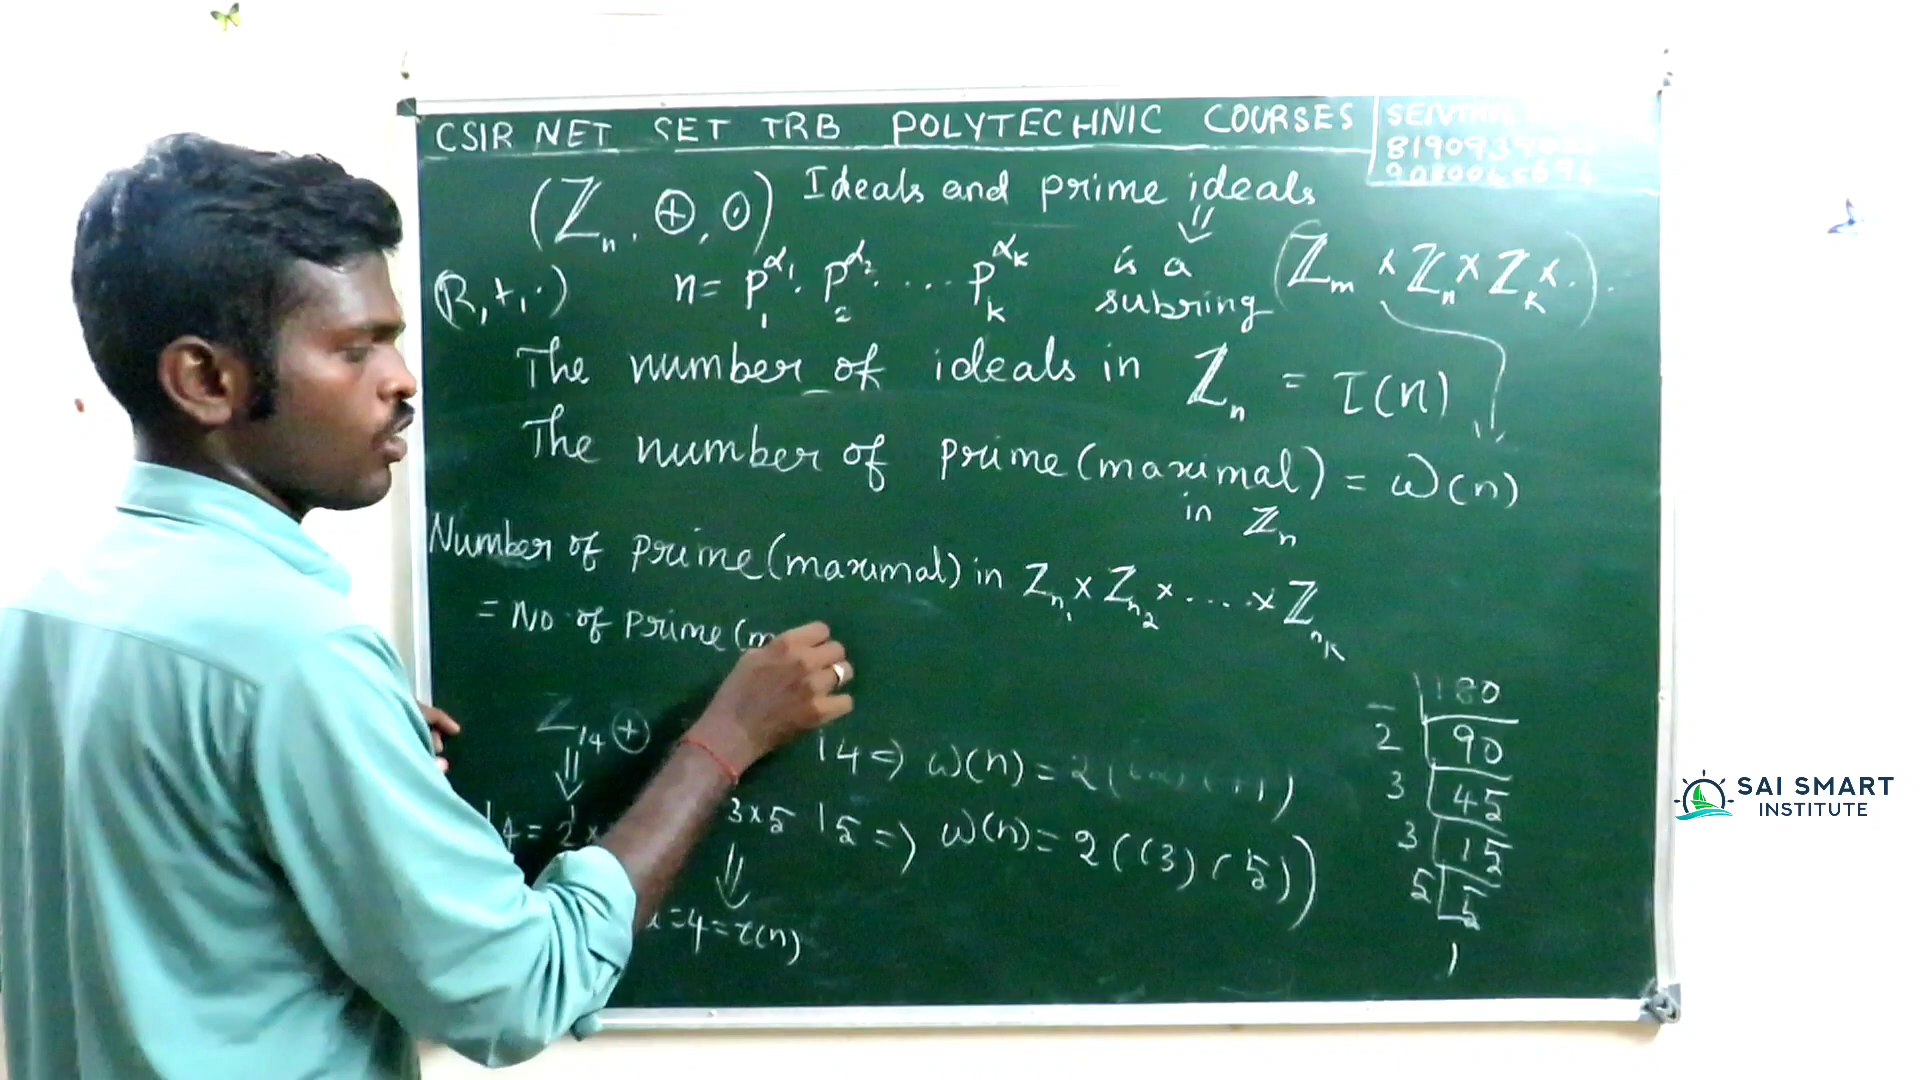 CSIR NET SET TRB POLYTECHNIC COURSES
(ℤₙ, ⊕, ⊙) Ideals and prime ideals
⇓
(R, +, ·) n = p₁^α₁ · p₂^α₂ · ... pₖ^αₖ is a subring (ℤₘ × ℤₙ × ℤₖ × . . )
The number of ideals in ℤₙ = τ(n)
The number of prime (maximal) = ω(n)
in ℤₙ
Number of prime (maximal) in ℤₙ₁ × ℤₙ₂ × .... × ℤₙₖ
= No of prime (m
ℤ₁₄ ⊕
⇓
14 ⇒ ω(n) = 2
4 = 2 ×
3×5 15 ⇒ ω(n) = 2 ((3) (5))
⇓
=4 = τ(n)
180
2 90
3 45
3 15
5 5
1
SAI SMART
INSTITUTE